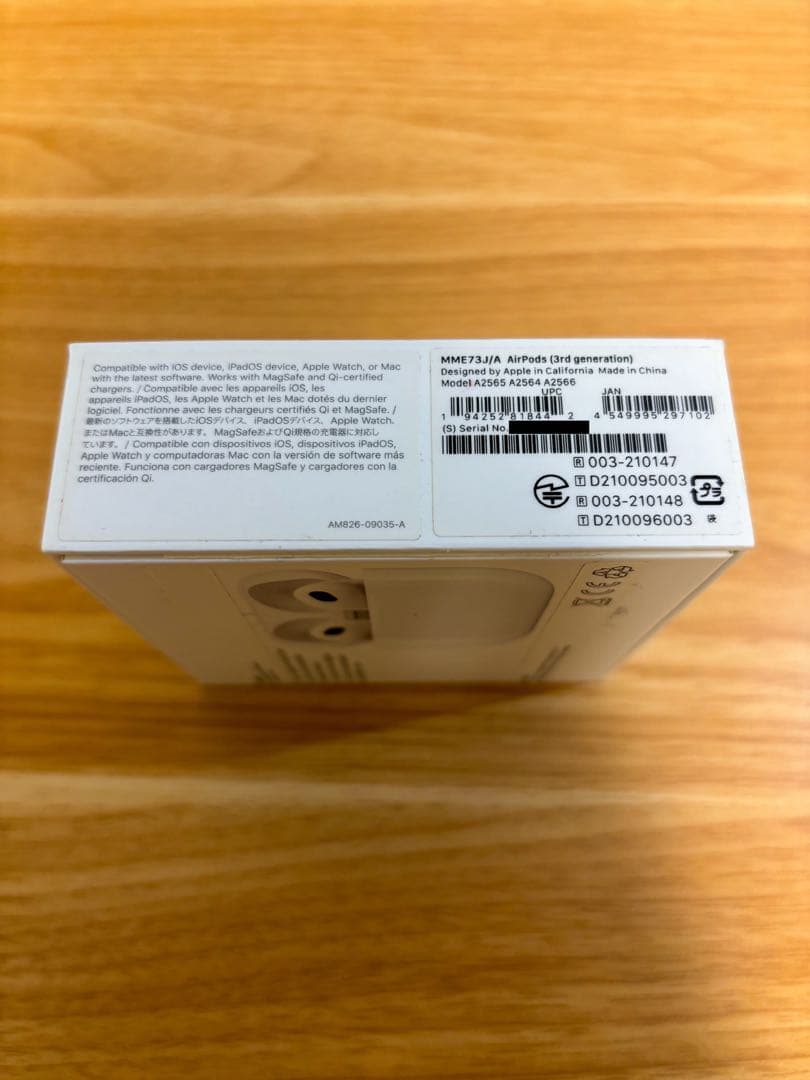 Compatible with iOS device, iPadOS device, Apple Watch, or Mac
with the latest software. Works with MagSafe and Qi-certified
chargers. / Compatible avec les appareils iOS, les
appareils iPadOS, les Apple Watch et les Mac dotés du dernier
logiciel. Fonctionne avec les chargeurs certifiés Qi et MagSafe. /
最新のソフトウェアを搭載したiOSデバイス、iPadOSデバイス、Apple Watch、
またはMacと互換性があります。MagSafeおよびQi規格の充電器に対応し
ています。 / Compatible con dispositivos iOS, dispositivos iPadOS,
Apple Watch y computadoras Mac con la versión de software más
reciente. Funciona con cargadores MagSafe y cargadores con la
certificación Qi.
AM826-09035-A
MME73J/A AirPods (3rd generation)
Designed by Apple in California Made in China
Model A2565 A2564 A2566
UPC JAN
1 94252 81844 2 4 549995 297102
(S) Serial No.
R 003-210147
T D210095003
プラ
R 003-210148
T D210096003